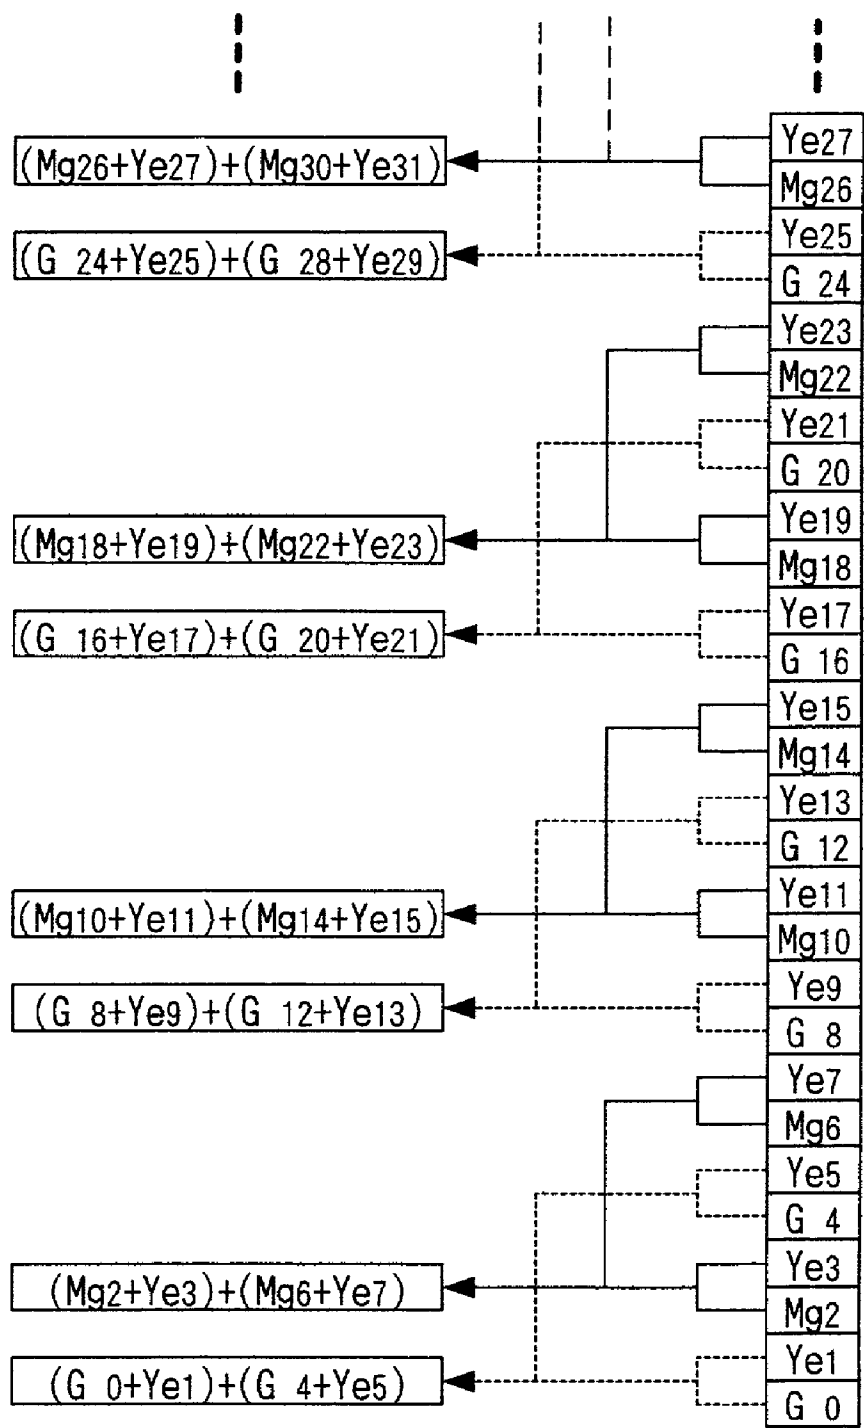 Ye27
(Mg26+Ye27)+(Mg30+Ye31)
Mg26
Ye25
(G 24+Ye25)+(G 28+Ye29)
G 24
Ye23
Mg22
Ye21
G 20
Ye19
(Mg18+Ye19)+(Mg22+Ye23)
Mg18
Ye17
(G 16+Ye17)+(G 20+Ye21)
G 16
Ye15
Mg14
Ye13
G 12
Ye11
(Mg10+Ye11)+(Mg14+Ye15)
Mg10
Ye9
(G 8+Ye9)+(G 12+Ye13)
G 8
Ye7
Mg6
Ye5
G 4
Ye3
(Mg2+Ye3)+(Mg6+Ye7)
Mg2
Ye1
(G 0+Ye1)+(G 4+Ye5)
G 0